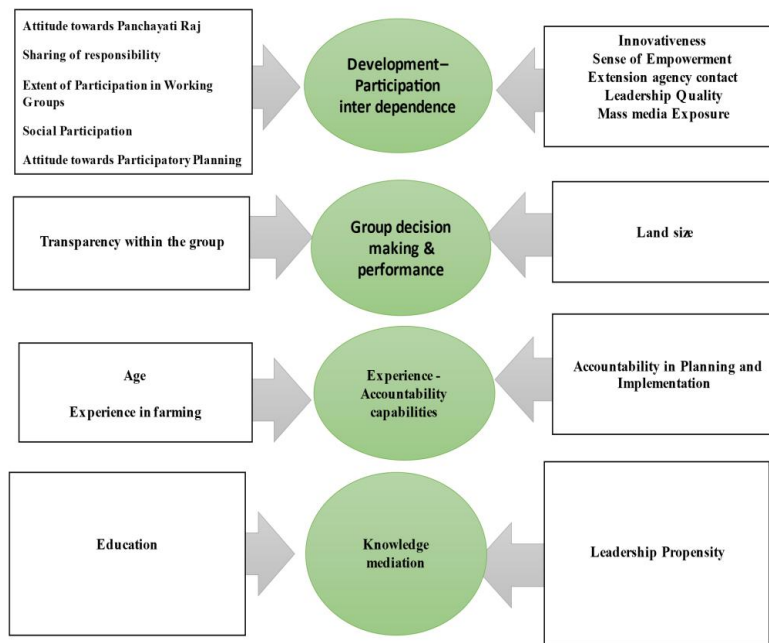 Attitude towards Panchayati Raj
Sharing of responsibility
Extent of Participation in Working
Groups
Social Participation
Attitude towards Participatory Planning
Development–
Participation
inter dependence
Innovativeness
Sense of Empowerment
Extension agency contact
Leadership Quality
Mass media Exposure
Transparency within the group
Group decision
making &
performance
Land size
Age
Experience in farming
Experience -
Accountability
capabilities
Accountability in Planning and
Implementation
Education
Knowledge
mediation
Leadership Propensity